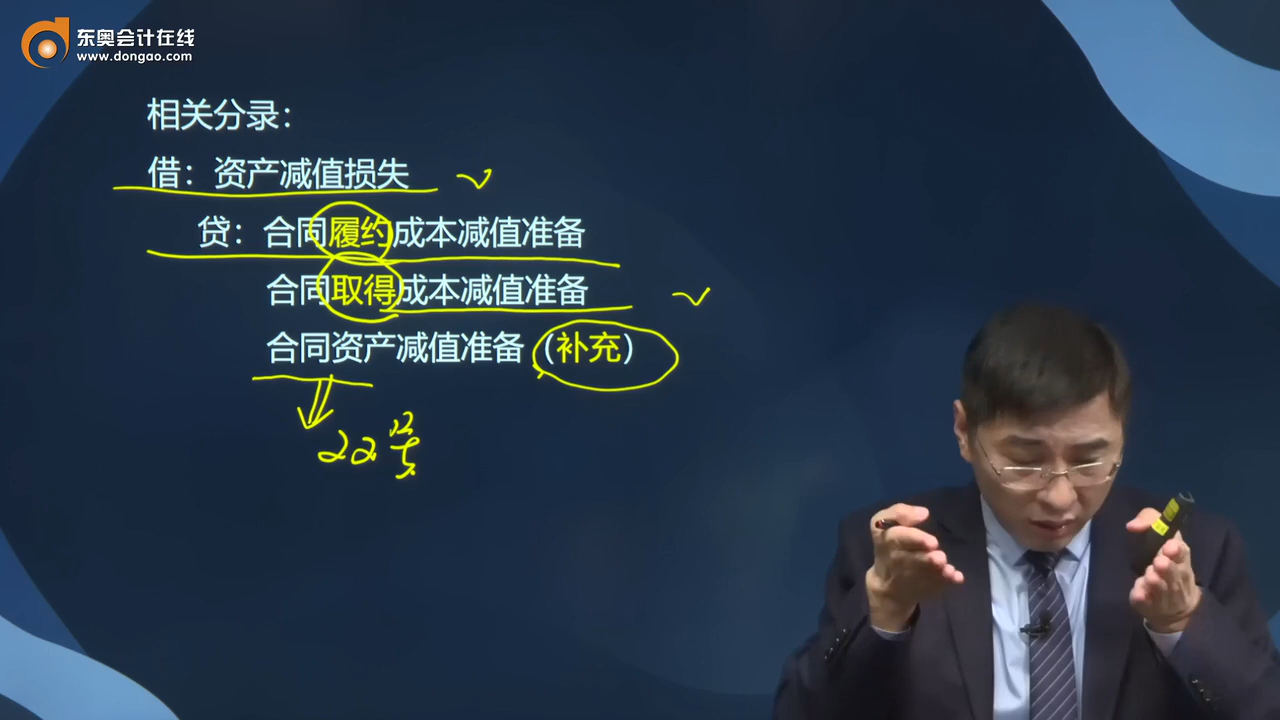 东奥会计在线
www.dongao.com
相关分录：
借：资产减值损失
贷：合同履约成本减值准备
合同取得成本减值准备
合同资产减值准备（补充）
22号